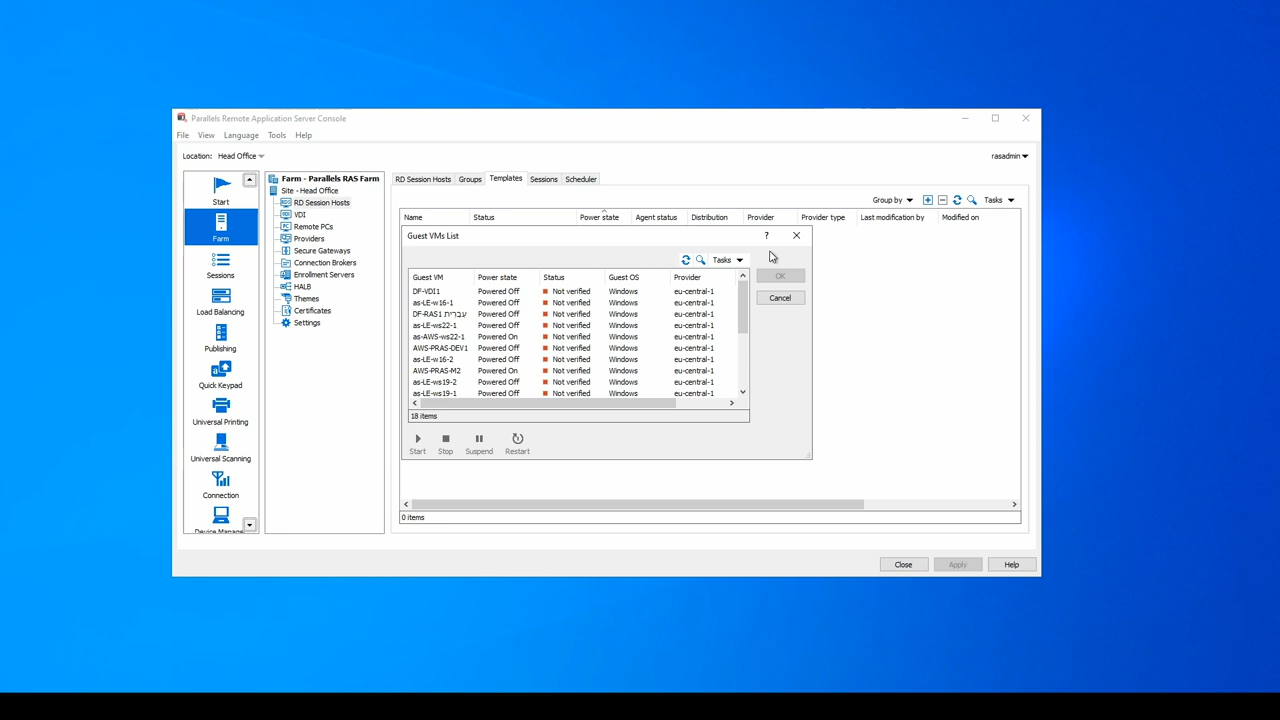 Parallels Remote Application Server Console
File View Language Tools Help
Location: Head Office
rasadmin
Start
Farm
Sessions
Load Balancing
Publishing
Quick Keypad
Universal Printing
Universal Scanning
Connection
Device Manage
Farm - Parallels RAS Farm
Site - Head Office
RD Session Hosts
VDI
Remote PCs
Providers
Secure Gateways
Connection Brokers
Enrollment Servers
HALB
Themes
Certificates
Settings
RD Session Hosts Groups Templates Sessions Scheduler
Group by Tasks
Name Status Power state Agent status Distribution Provider Provider type Last modification by Modified on
Guest VMs List
?
Tasks
OK
Cancel
Guest VM Power state Status Guest OS Provider
DF-VDI1 Powered Off Not verified Windows eu-central-1
as-LE-w16-1 Powered Off Not verified Windows eu-central-1
DF-RAS1 עברית Powered Off Not verified Windows eu-central-1
as-LE-ws22-1 Powered Off Not verified Windows eu-central-1
as-AWS-ws22-1 Powered On Not verified Windows eu-central-1
AWS-PRAS-DEV1 Powered Off Not verified Windows eu-central-1
as-LE-w16-2 Powered Off Not verified Windows eu-central-1
AWS-PRAS-M2 Powered On Not verified Windows eu-central-1
as-LE-ws19-2 Powered Off Not verified Windows eu-central-1
as-LE-ws19-1 Powered Off Not verified Windows eu-central-1
18 items
Start Stop Suspend Restart
0 items
Close Apply Help